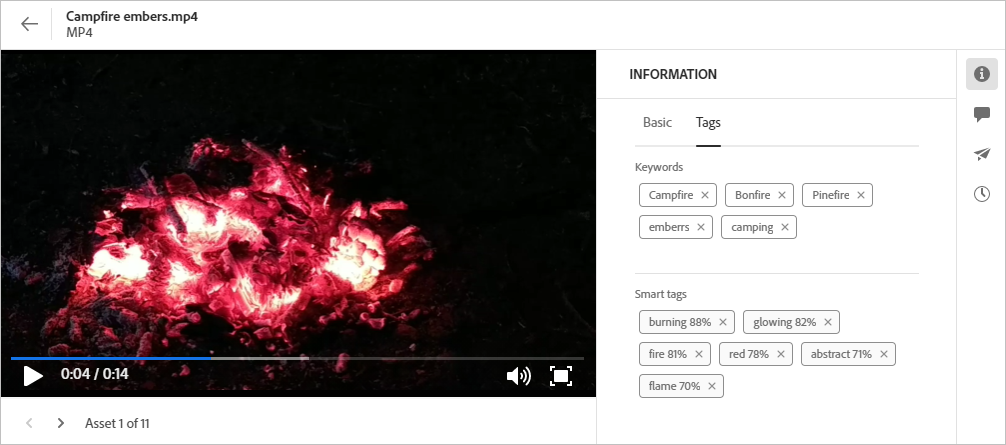 Campfire embers.mp4
MP4
INFORMATION
Basic Tags
Keywords
Campfire × Bonfire × Pinefire ×
emberrs × camping ×
Smart tags
burning 88% × glowing 82% ×
fire 81% × red 78% × abstract 71% ×
flame 70% ×
0:04 / 0:14
Asset 1 of 11